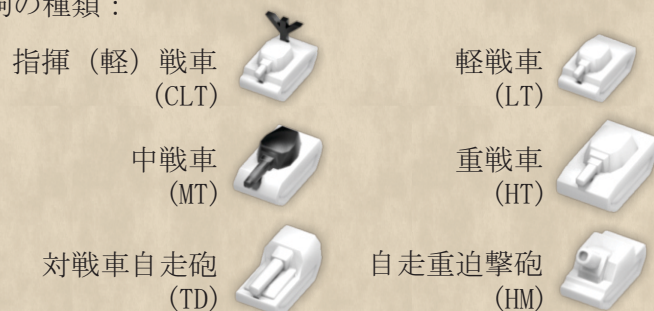 駒の種類：
指揮（軽）戦車
(CLT)
軽戦車
(LT)
中戦車
(MT)
重戦車
(HT)
対戦車自走砲
(TD)
自走重迫撃砲
(HM)